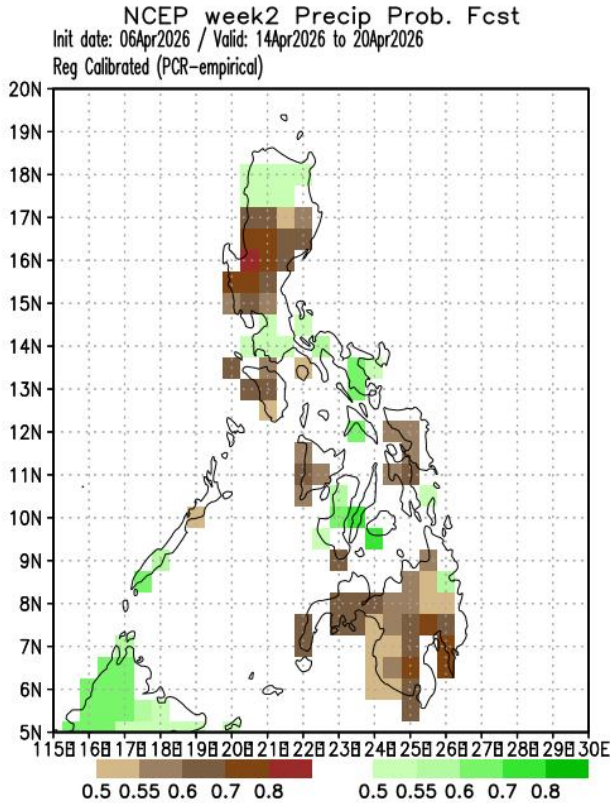 NCEP week2 Precip Prob. Fcst
Init date: 06Apr2026 / Valid: 14Apr2026 to 20Apr2026
Reg Calibrated (PCR-empirical)
20N
19N
18N
17N
16N
15N
14N
13N
12N
11N
10N
9N
8N
7N
6N
5N
115E 116E 117E 118E 119E 120E 121E 122E 123E 124E 125E 126E 127E 128E 129E 130E
0.5 0.55 0.6 0.7 0.8 0.5 0.55 0.6 0.7 0.8